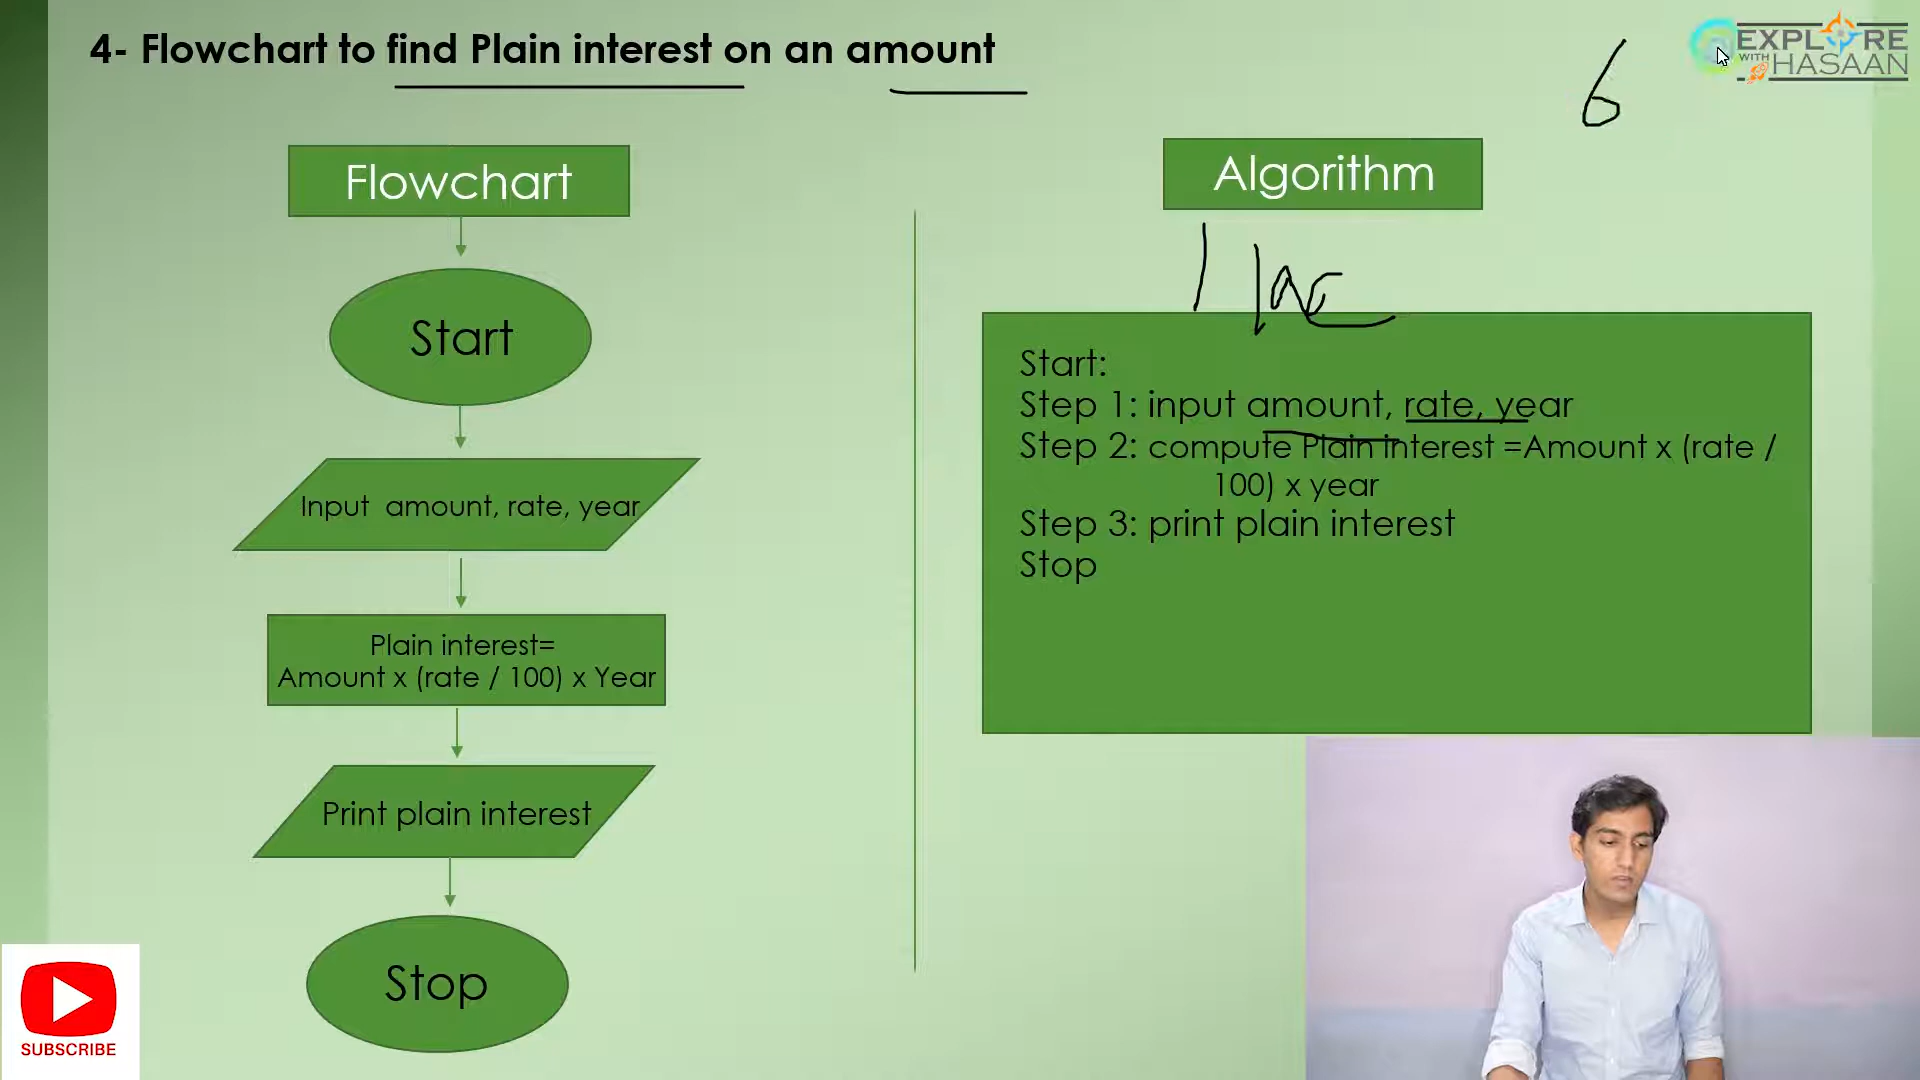 4- Flowchart to find Plain interest on an amount
6
EXPLORE
WITH HASAAN
Flowchart
Start
Input amount, rate, year
Plain interest=
Amount x (rate / 100) x Year
Print plain interest
Stop
Algorithm
1 lac
Start:
Step 1: input amount, rate, year
Step 2: compute Plain interest =Amount x (rate /
100) x year
Step 3: print plain interest
Stop
SUBSCRIBE